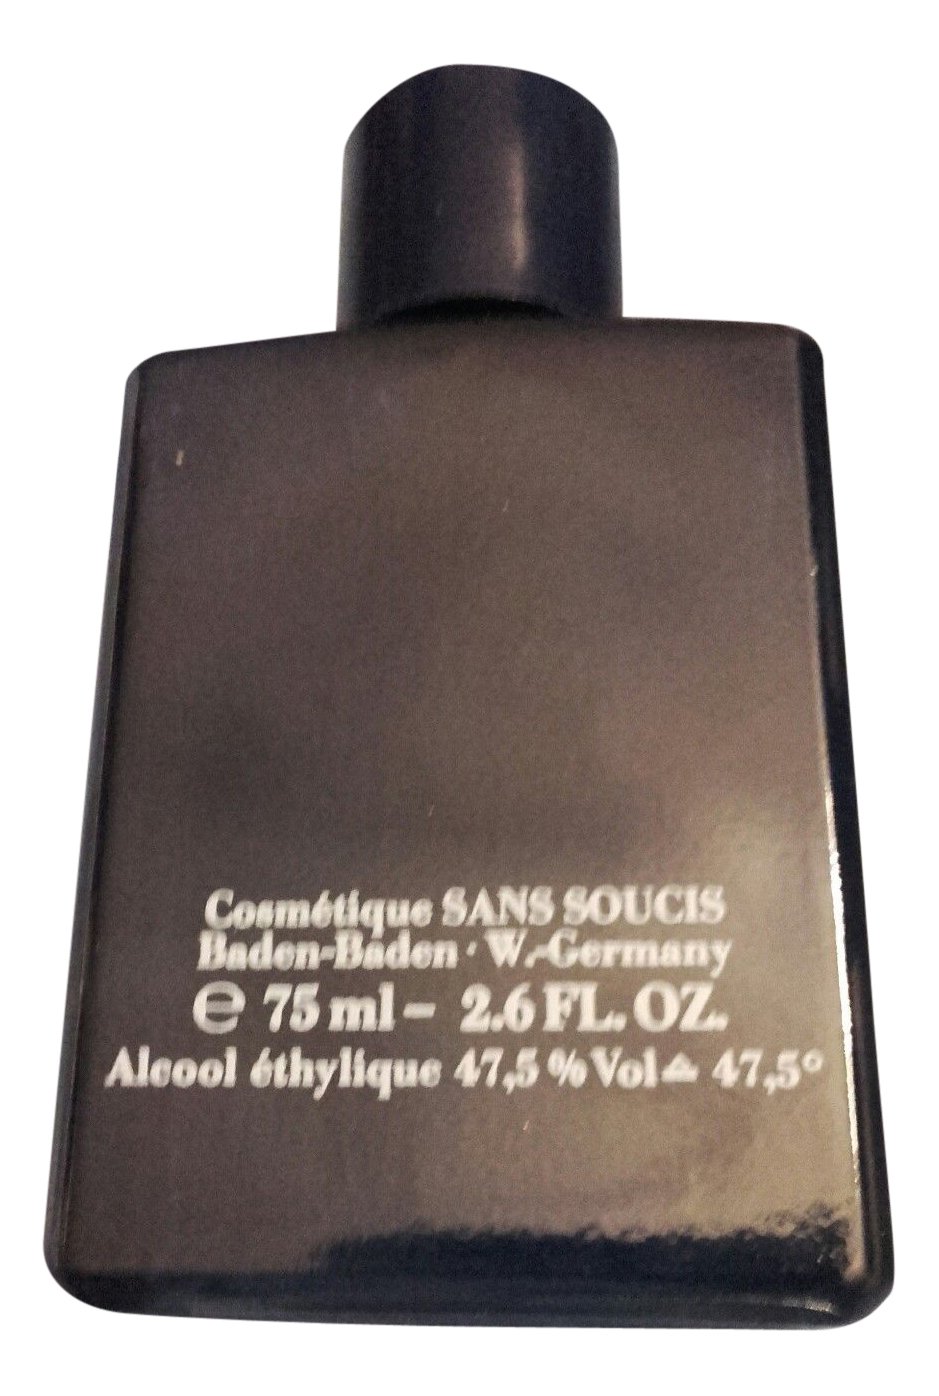 Cosmétique SANS SOUCIS
Baden-Baden · W.-Germany
℮ 75 ml – 2.6 FL. OZ.
Alcool éthylique 47,5 % Vol ≙ 47,5°